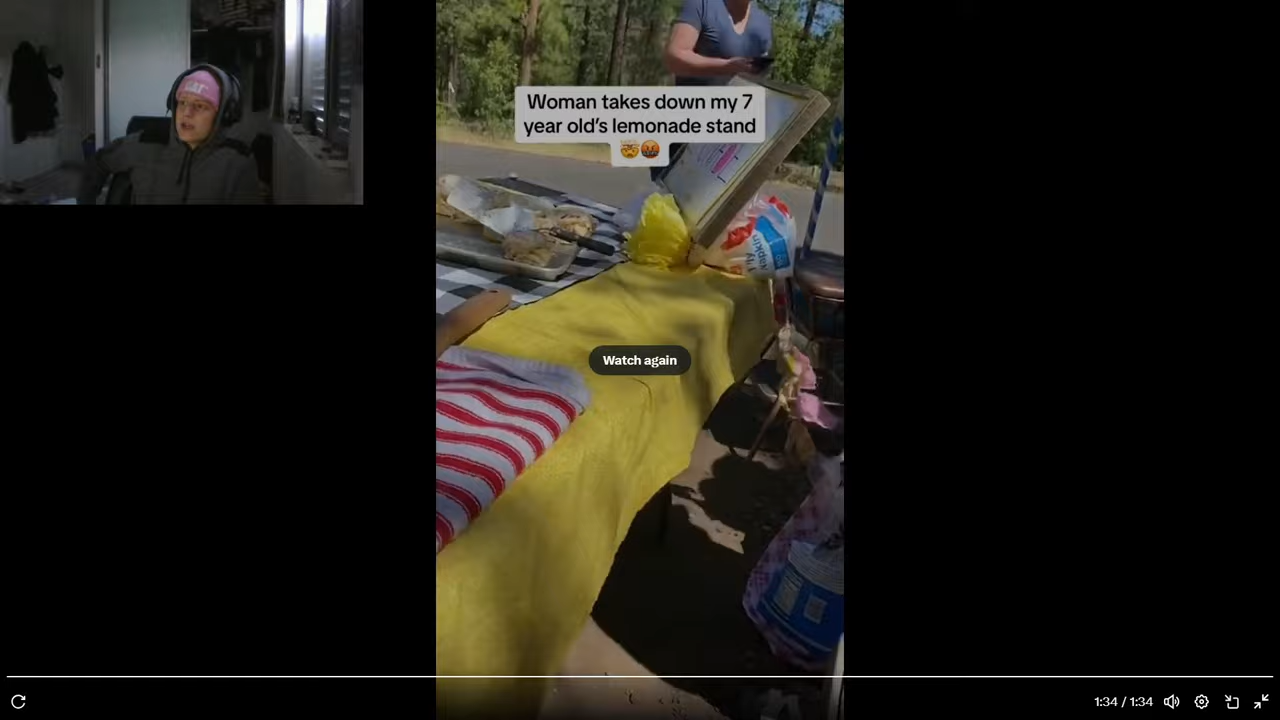 Woman takes down my 7
year old's lemonade stand
🤯🤬
Watch again
1:34 / 1:34